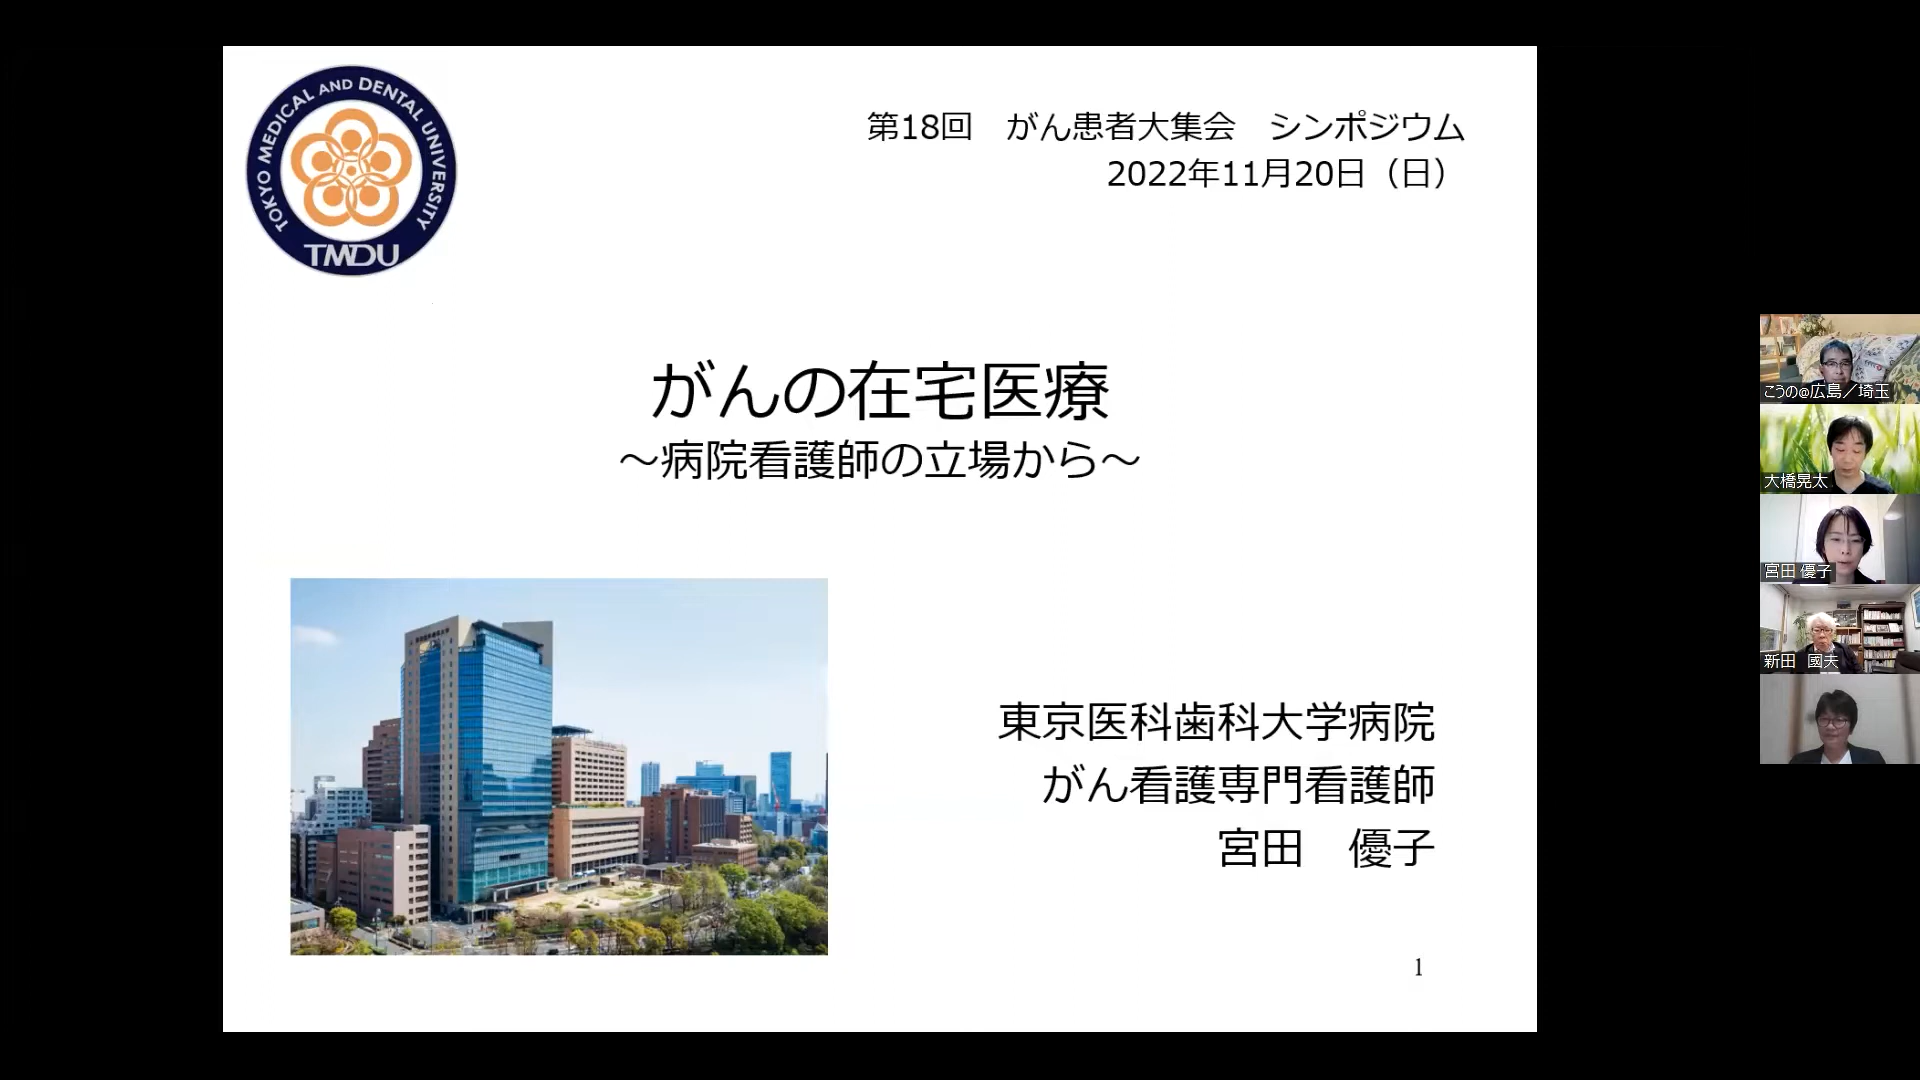 TOKYO MEDICAL AND DENTAL UNIVERSITY
TMDU
第18回　がん患者大集会　シンポジウム
2022年11月20日（日）
がんの在宅医療
～病院看護師の立場から～
東京医科歯科大学病院
がん看護専門看護師
宮田　優子
1
こうの@広島／埼玉
大橋晃太
宮田 優子
新田　國夫